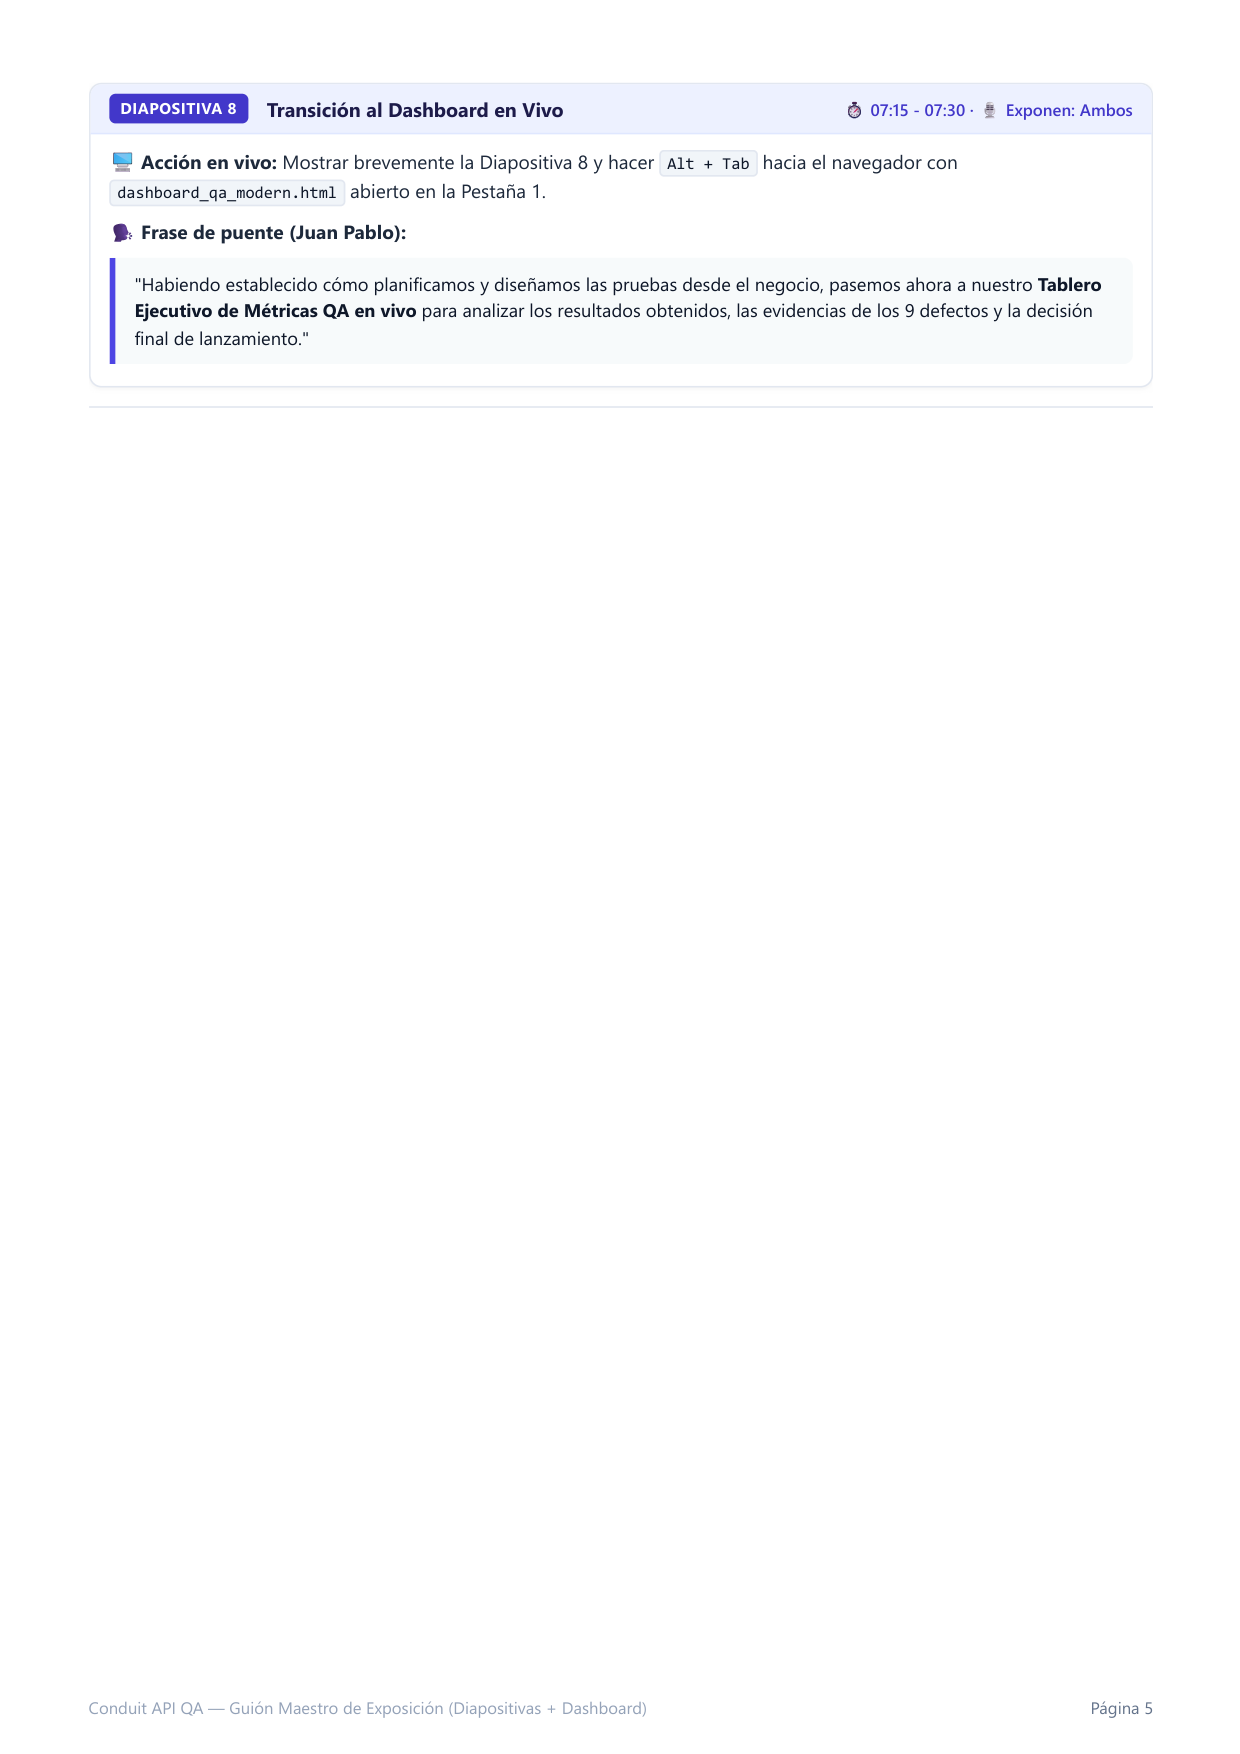 DIAPOSITIVA 8 Transición al Dashboard en Vivo 07:15 - 07:30 · Exponen: Ambos
Acción en vivo: Mostrar brevemente la Diapositiva 8 y hacer Alt + Tab hacia el navegador con
dashboard_qa_modern.html abierto en la Pestaña 1.
Frase de puente (Juan Pablo):
"Habiendo establecido cómo planificamos y diseñamos las pruebas desde el negocio, pasemos ahora a nuestro Tablero
Ejecutivo de Métricas QA en vivo para analizar los resultados obtenidos, las evidencias de los 9 defectos y la decisión
final de lanzamiento."
Conduit API QA — Guión Maestro de Exposición (Diapositivas + Dashboard) Página 5